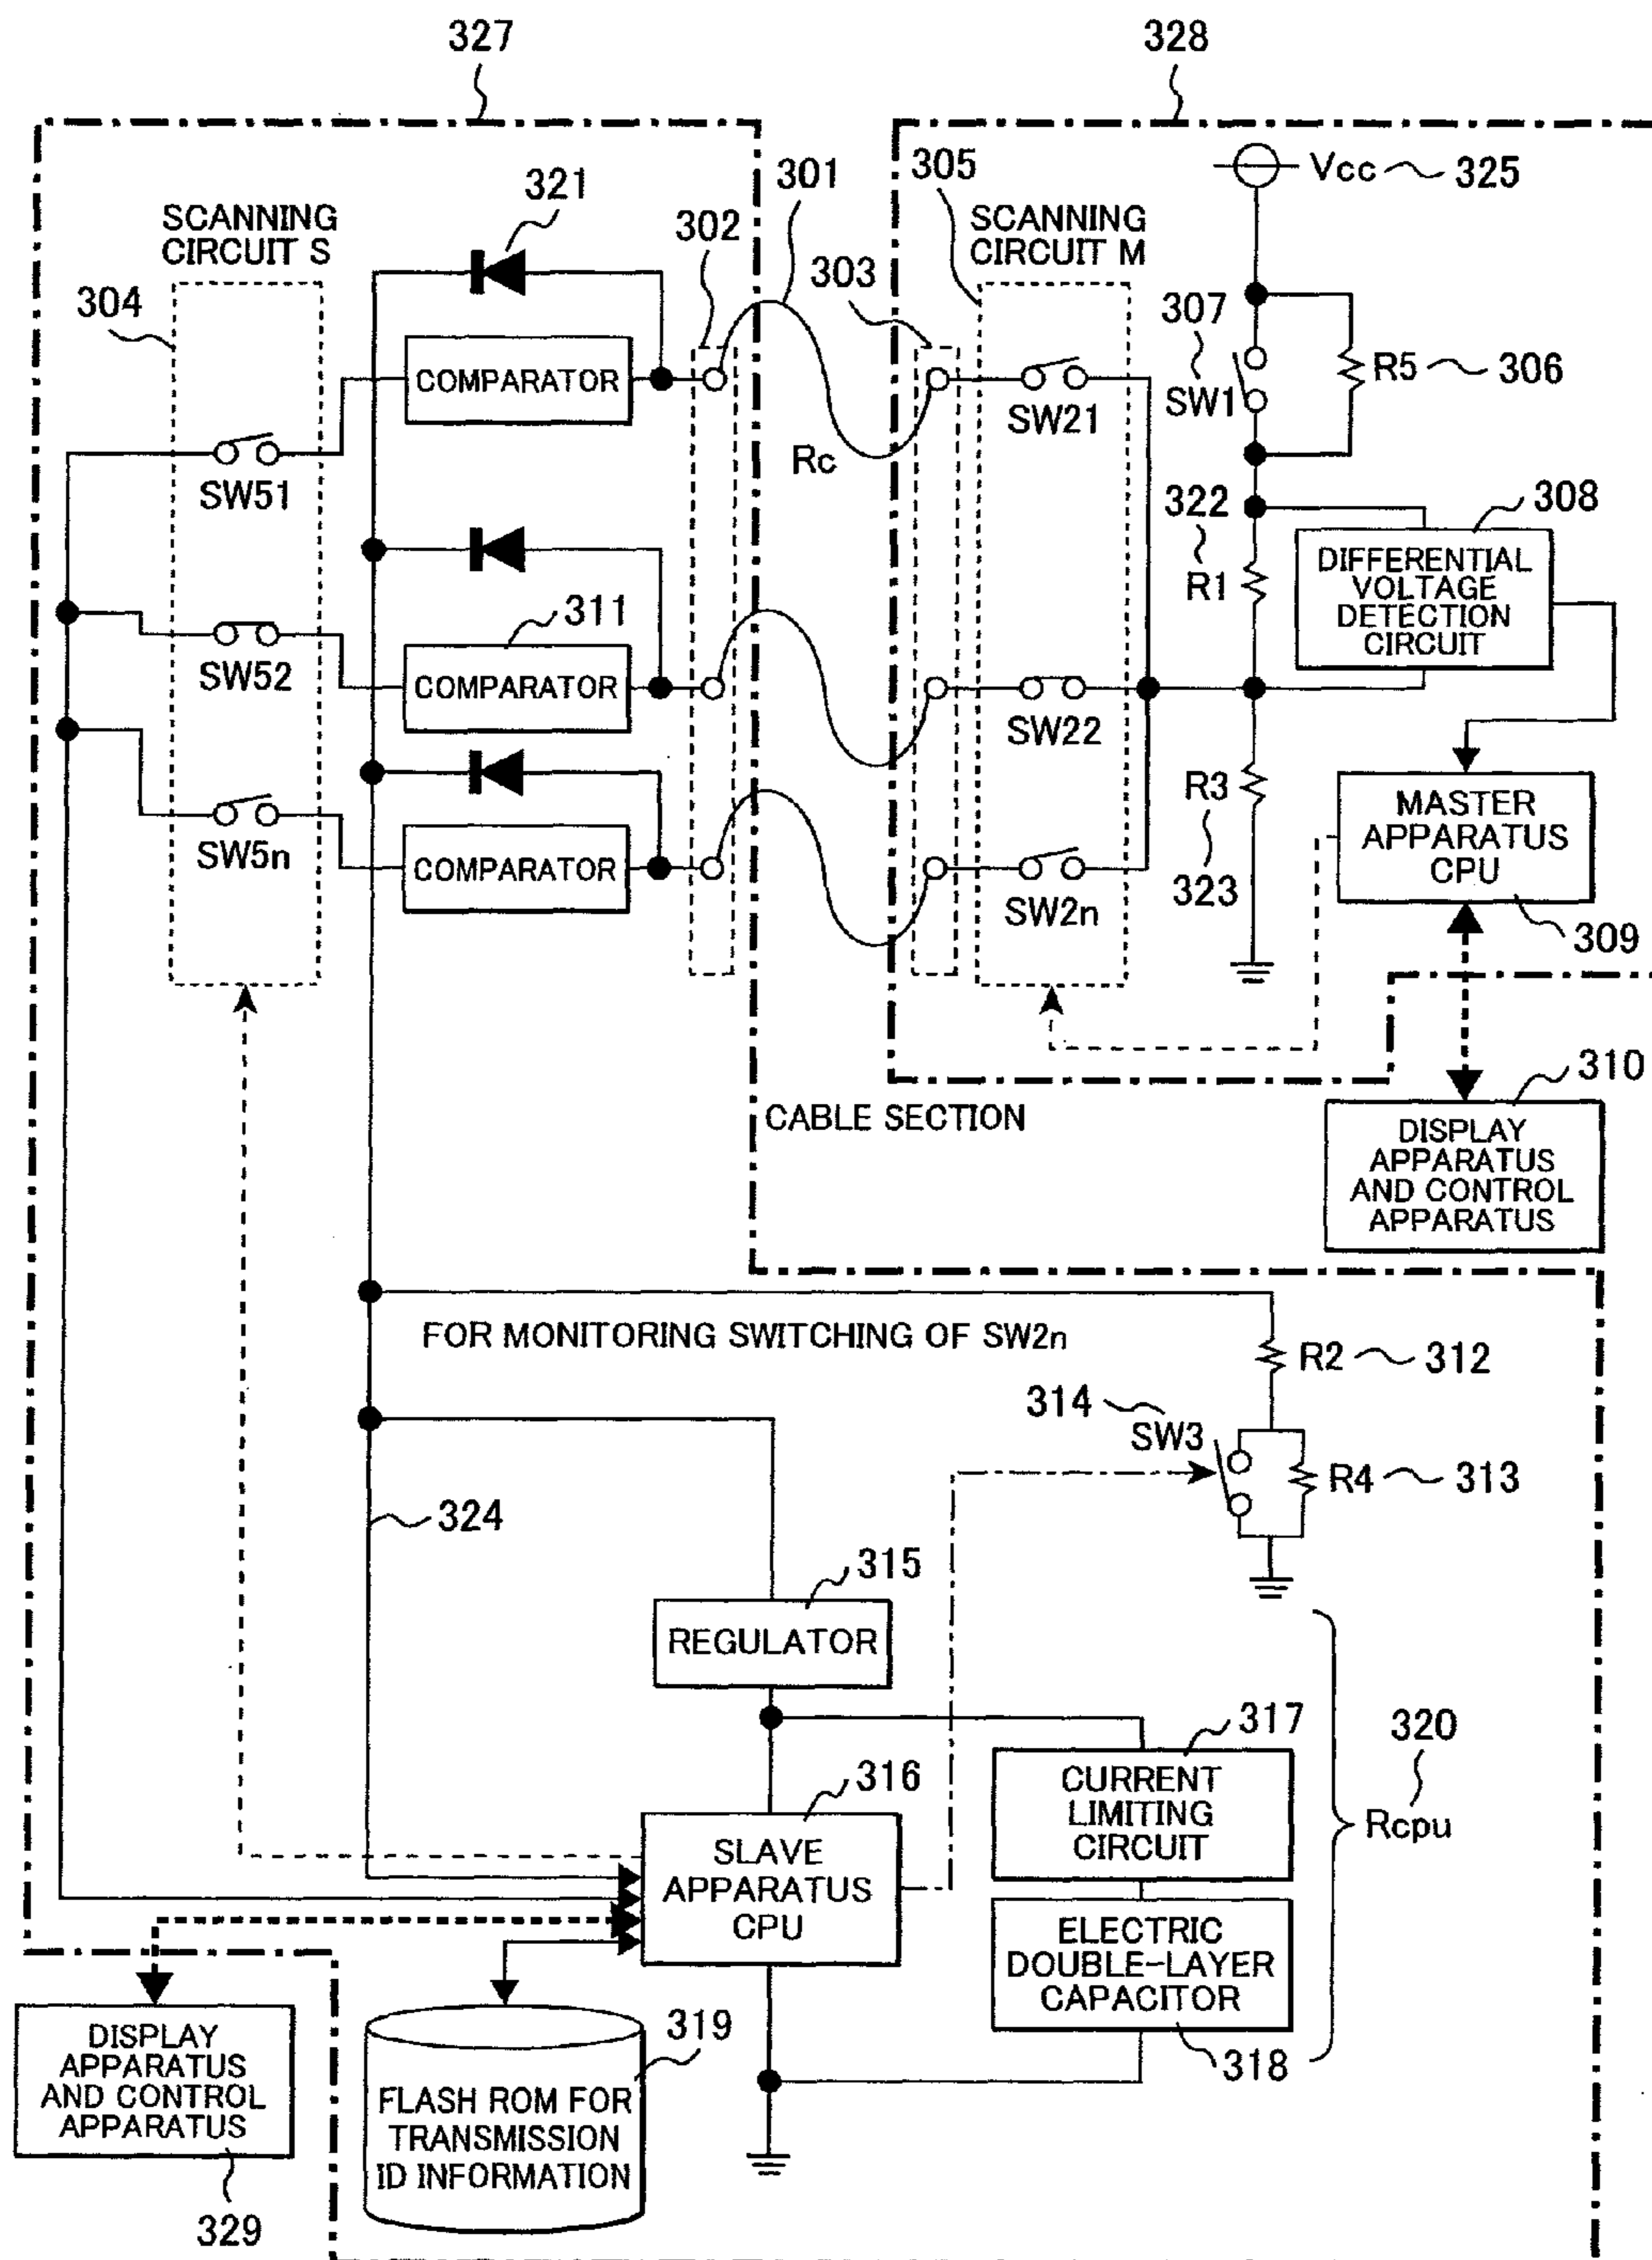 327
328
321
301
305
Vcc
325
SCANNING
CIRCUIT S
302
SCANNING
CIRCUIT M
303
304
307
COMPARATOR
SW21
SW1
R5
306
Rc
SW51
322
308
R1
DIFFERENTIAL
VOLTAGE
DETECTION
CIRCUIT
311
SW52
COMPARATOR
SW22
R3
MASTER
APPARATUS
CPU
SW5n
COMPARATOR
SW2n
323
309
310
CABLE SECTION
DISPLAY
APPARATUS
AND CONTROL
APPARATUS
FOR MONITORING SWITCHING OF SW2n
R2
312
314
SW3
R4
313
324
315
REGULATOR
317
320
316
CURRENT
LIMITING
CIRCUIT
Rcpu
SLAVE
APPARATUS
CPU
ELECTRIC
DOUBLE-LAYER
CAPACITOR
319
318
DISPLAY
APPARATUS
AND CONTROL
APPARATUS
FLASH ROM FOR
TRANSMISSION
ID INFORMATION
329